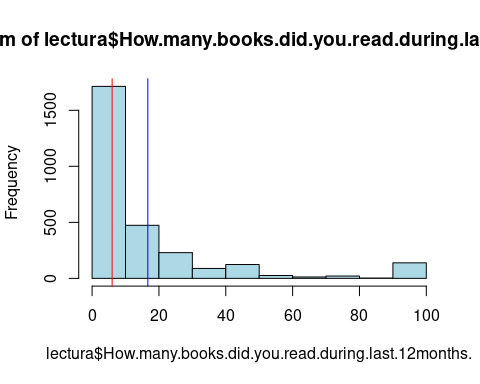 m of lectura$How.many.books.did.you.read.during.la
Frequency
1500
1000
500
0
0 20 40 60 80 100
lectura$How.many.books.did.you.read.during.last.12months.